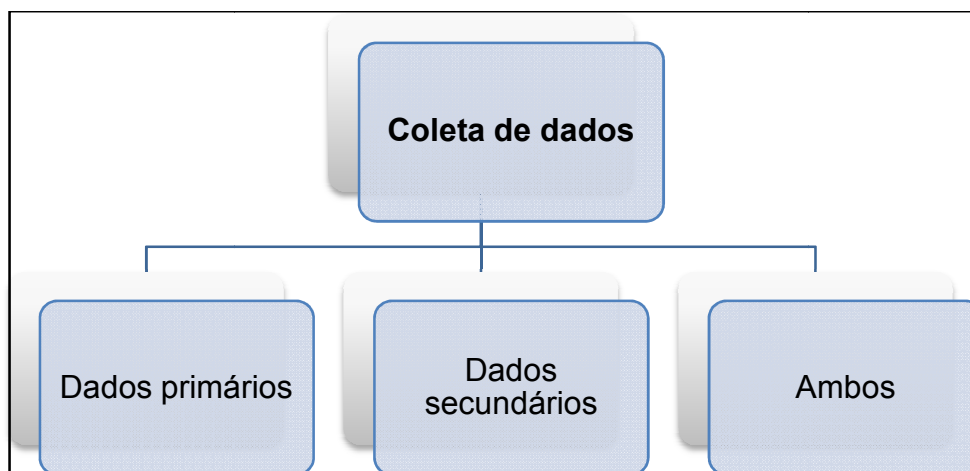 Coleta de dados
Dados primários
Dados
secundários
Ambos